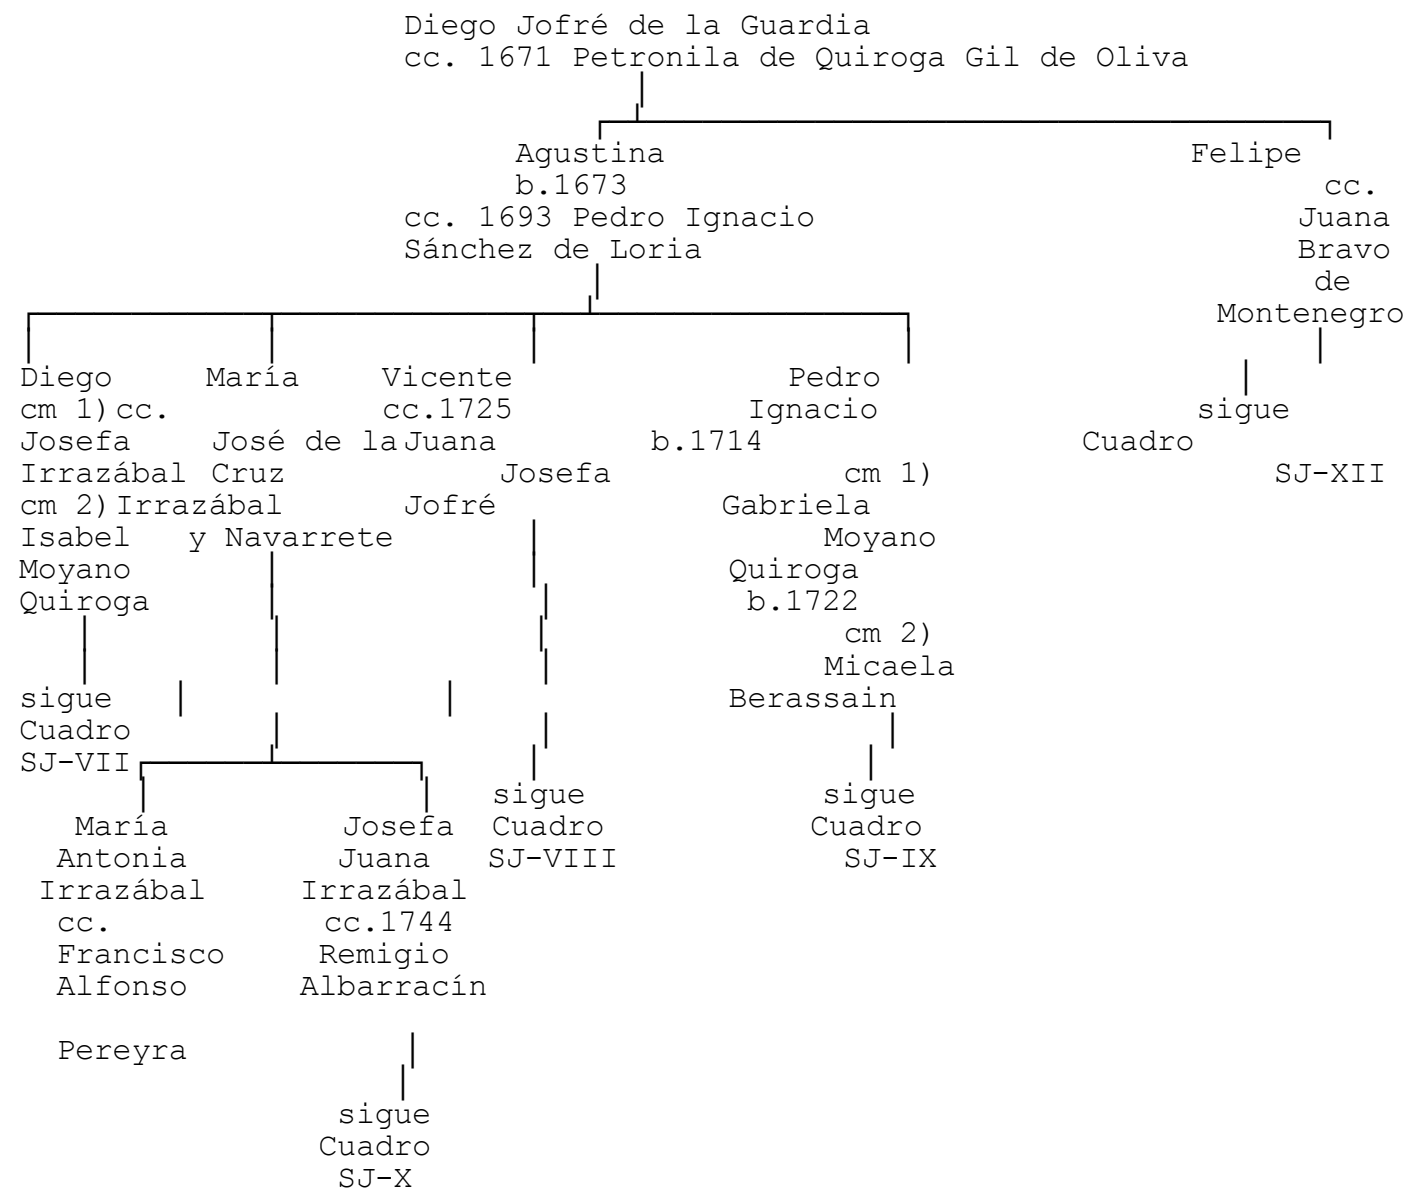 Diego Jofré de la Guardia
cc. 1671 Petronila de Quiroga Gil de Oliva
Agustina Felipe
b.1673 cc.
cc. 1693 Pedro Ignacio Juana
Sánchez de Loria Bravo
de
Montenegro
Diego María Vicente Pedro
cm 1) cc. cc.1725 Ignacio sigue
Josefa José de la Juana b.1714 Cuadro
Irrazábal Cruz Josefa cm 1) SJ-XII
cm 2) Irrazábal Jofré Gabriela
Isabel y Navarrete Moyano
Moyano Quiroga
Quiroga b.1722
cm 2)
Micaela
sigue Berassain
Cuadro
SJ-VII
sigue sigue
María Josefa Cuadro Cuadro
Antonia Juana SJ-VIII SJ-IX
Irrazábal Irrazábal
cc. cc.1744
Francisco Remigio
Alfonso Albarracín
Pereyra
sigue
Cuadro
SJ-X